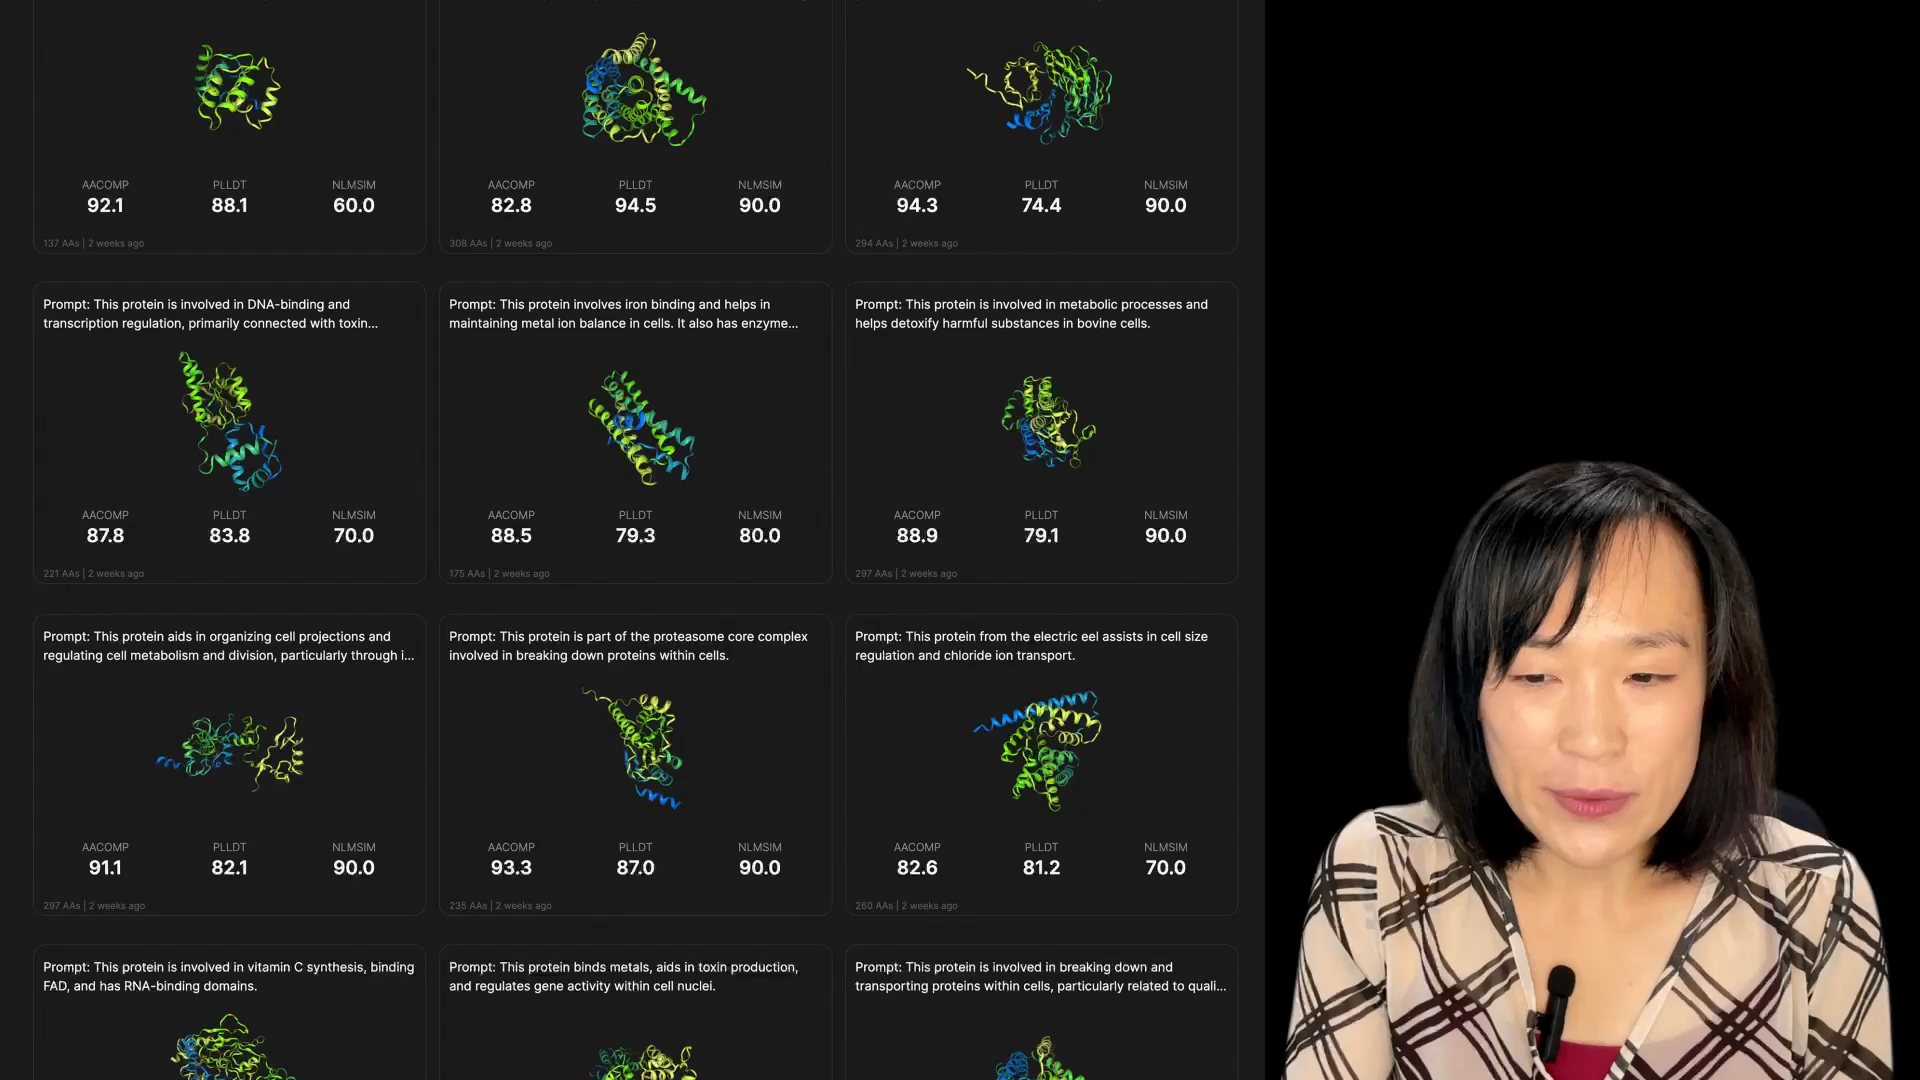 AACOMP PLLDT NLMSIM
92.1 88.1 60.0
137 AAs | 2 weeks ago
AACOMP PLLDT NLMSIM
82.8 94.5 90.0
308 AAs | 2 weeks ago
AACOMP PLLDT NLMSIM
94.3 74.4 90.0
294 AAs | 2 weeks ago
Prompt: This protein is involved in DNA-binding and
transcription regulation, primarily connected with toxin...
AACOMP PLLDT NLMSIM
87.8 83.8 70.0
221 AAs | 2 weeks ago
Prompt: This protein involves iron binding and helps in
maintaining metal ion balance in cells. It also has enzyme...
AACOMP PLLDT NLMSIM
88.5 79.3 80.0
175 AAs | 2 weeks ago
Prompt: This protein is involved in metabolic processes and
helps detoxify harmful substances in bovine cells.
AACOMP PLLDT NLMSIM
88.9 79.1 90.0
297 AAs | 2 weeks ago
Prompt: This protein aids in organizing cell projections and
regulating cell metabolism and division, particularly through i...
AACOMP PLLDT NLMSIM
91.1 82.1 90.0
297 AAs | 2 weeks ago
Prompt: This protein is part of the proteasome core complex
involved in breaking down proteins within cells.
AACOMP PLLDT NLMSIM
93.3 87.0 90.0
235 AAs | 2 weeks ago
Prompt: This protein from the electric eel assists in cell size
regulation and chloride ion transport.
AACOMP PLLDT NLMSIM
82.6 81.2 70.0
260 AAs | 2 weeks ago
Prompt: This protein is involved in vitamin C synthesis, binding
FAD, and has RNA-binding domains.
Prompt: This protein binds metals, aids in toxin production,
and regulates gene activity within cell nuclei.
Prompt: This protein is involved in breaking down and
transporting proteins within cells, particularly related to quali...